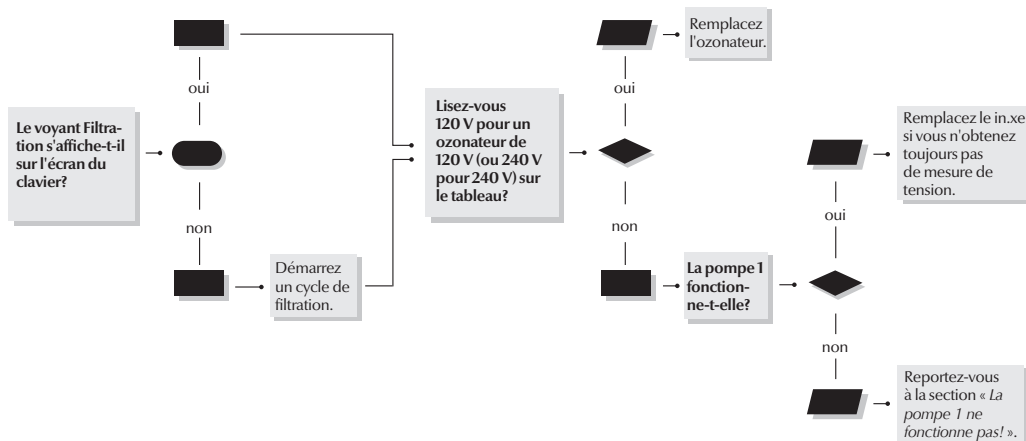 Le voyant Filtra-
tion s'affiche-t-il
sur l'écran du
clavier?
oui
non
Démarrez
un cycle de
filtration.
Lisez-vous
120 V pour un
ozonateur de
120 V (ou 240 V
pour 240 V) sur
le tableau?
oui
Remplacez
l'ozonateur.
non
La pompe 1
fonction-
ne-t-elle?
oui
Remplacez le in.xe
si vous n'obtenez
toujours pas
de mesure de
tension.
non
Reportez-vous
à la section « La
pompe 1 ne
fonctionne pas! ».